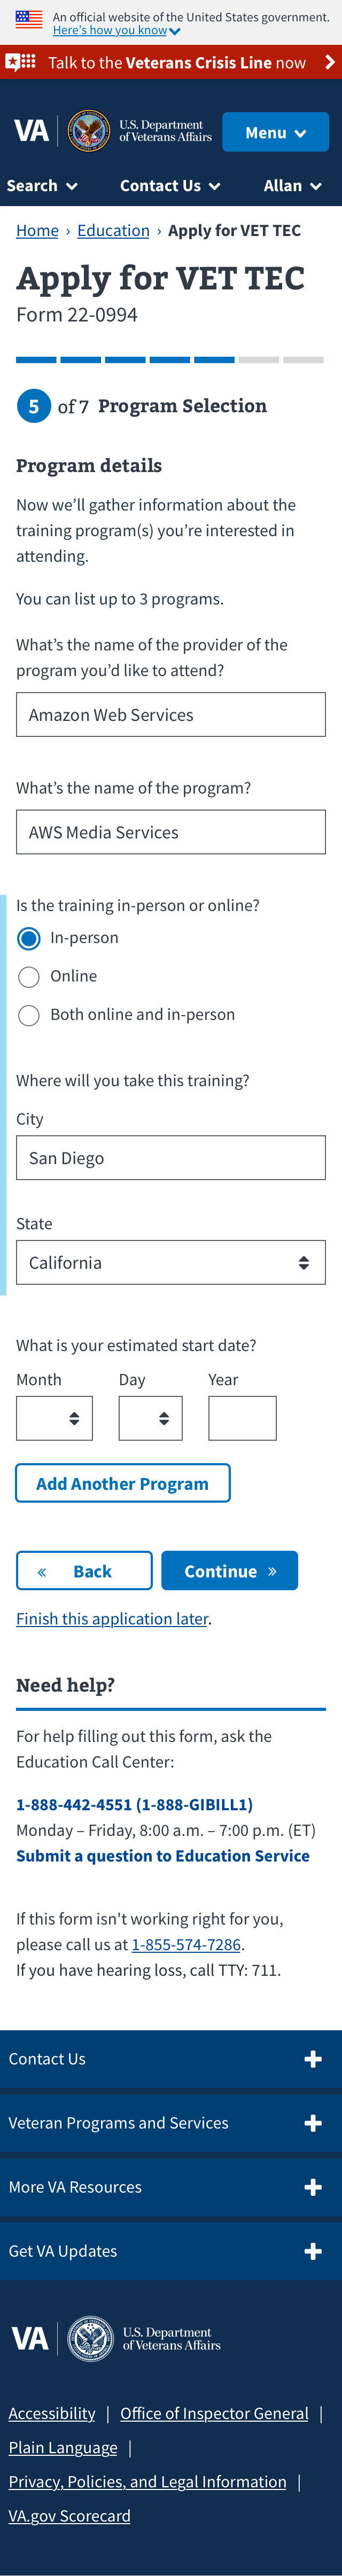 An official website of the United States government.
Here's how you know
Talk to the Veterans Crisis Line now
VA
U.S. Department
of Veterans Affairs
Menu
Search
Contact Us
Allan
Home › Education › Apply for VET TEC
Apply for VET TEC
Form 22-0994
5 of 7 Program Selection
Program details
Now we'll gather information about the
training program(s) you're interested in
attending.
You can list up to 3 programs.
What's the name of the provider of the
program you'd like to attend?
Amazon Web Services
What's the name of the program?
AWS Media Services
Is the training in-person or online?
In-person
Online
Both online and in-person
Where will you take this training?
City
San Diego
State
California
What is your estimated start date?
Month Day Year
Add Another Program
« Back
Continue »
Finish this application later.
Need help?
For help filling out this form, ask the
Education Call Center:
1-888-442-4551 (1-888-GIBILL1)
Monday – Friday, 8:00 a.m. – 7:00 p.m. (ET)
Submit a question to Education Service
If this form isn't working right for you,
please call us at 1-855-574-7286.
If you have hearing loss, call TTY: 711.
Contact Us
Veteran Programs and Services
More VA Resources
Get VA Updates
VA
U.S. Department
of Veterans Affairs
Accessibility | Office of Inspector General |
Plain Language |
Privacy, Policies, and Legal Information |
VA.gov Scorecard